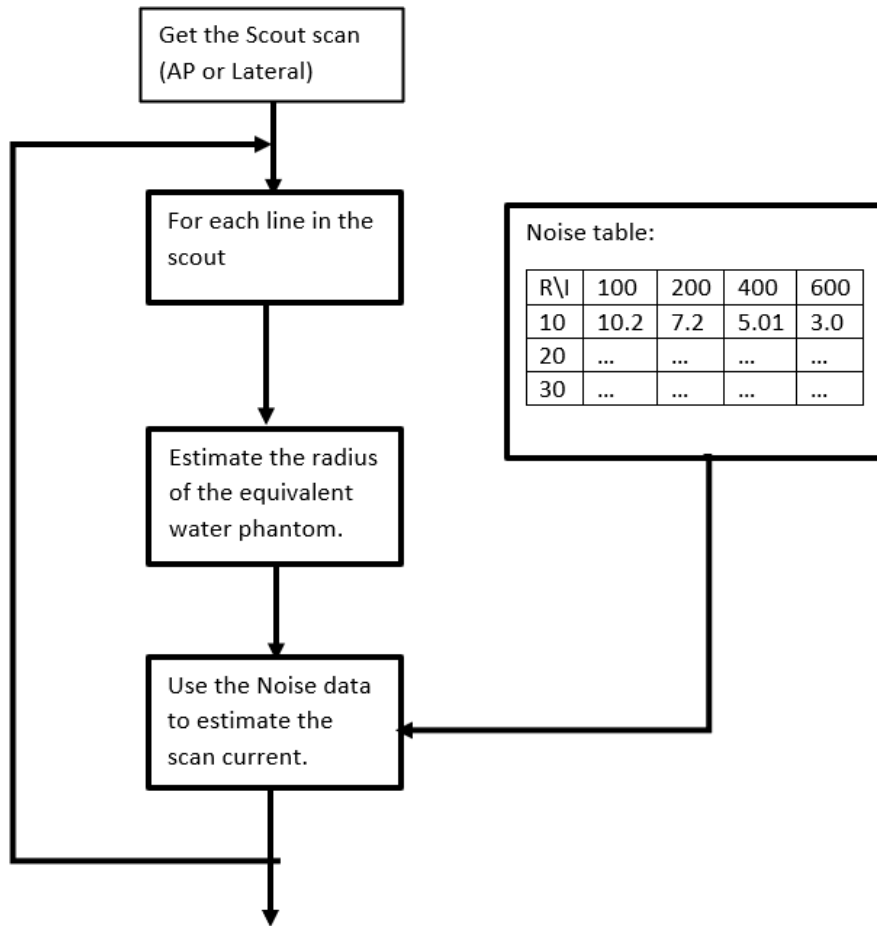 Get the Scout scan
(AP or Lateral)
For each line in the
scout
Estimate the radius
of the equivalent
water phantom.
Use the Noise data
to estimate the
scan current.
Noise table:
R\I 100 200 400 600
10 10.2 7.2 5.01 3.0
20 ... ... ... ...
30 ... ... ... ...